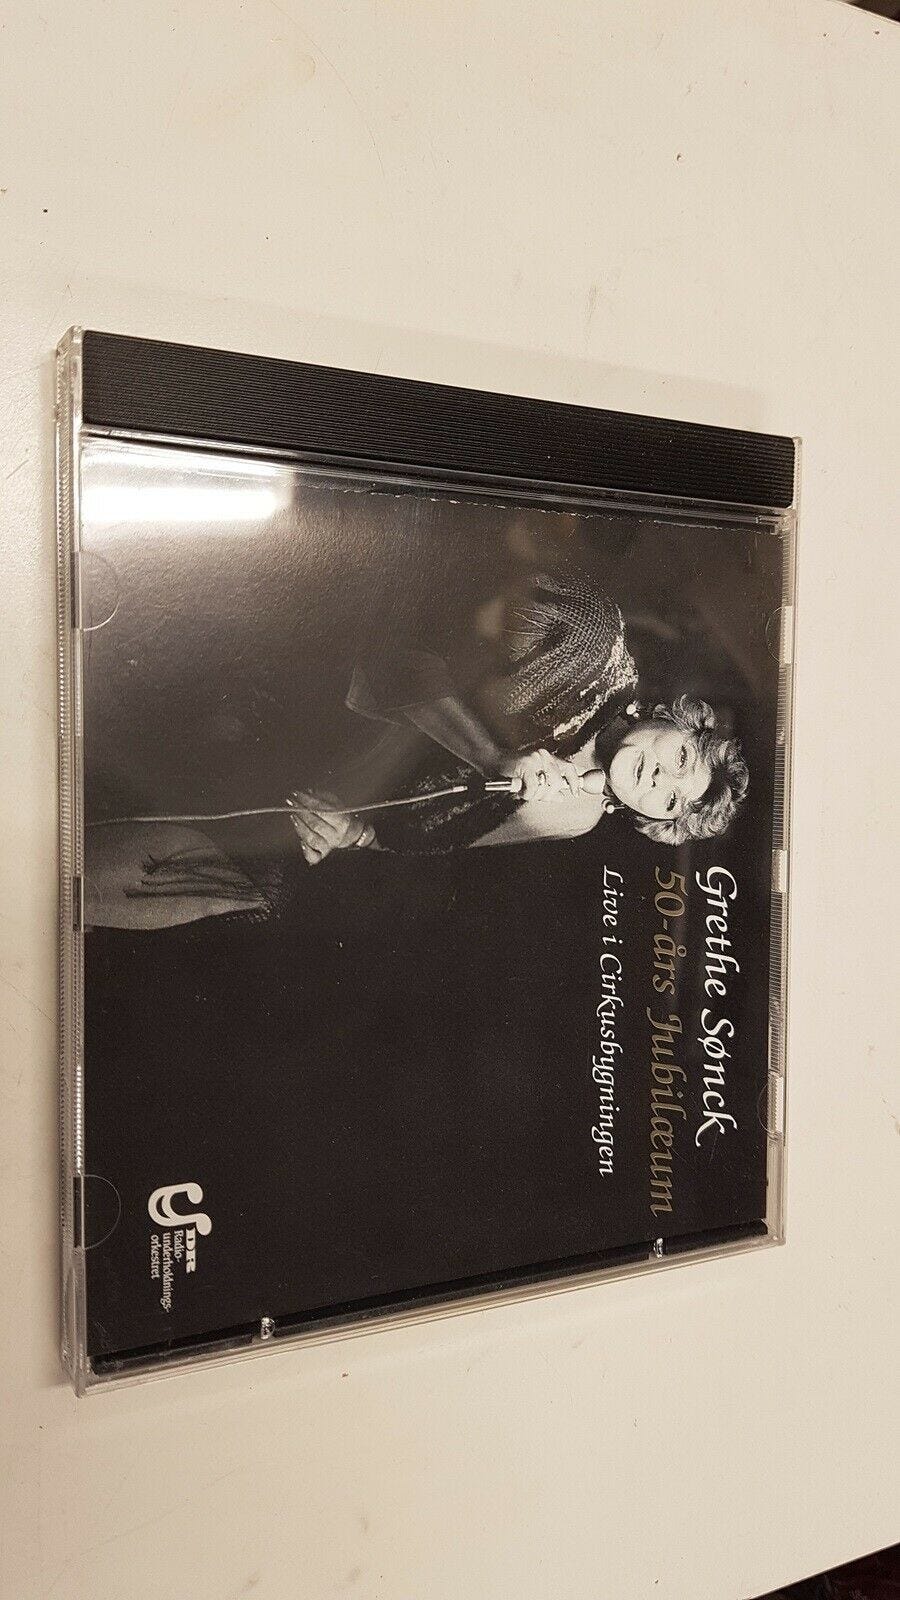 Grethe Sønck
50-års Jubilæum
Live i Cirkusbygningen
DR
Radio-
underholdnings-
orkestret